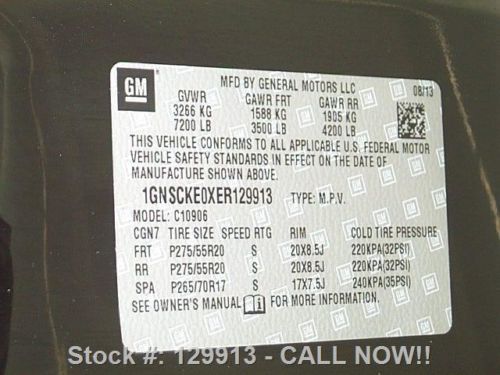 GM
MFD BY GENERAL MOTORS LLC 08/13
GVWR GAWR FRT GAWR RR
3266 KG 1588 KG 1905 KG
7200 LB 3500 LB 4200 LB
THIS VEHICLE CONFORMS TO ALL APPLICABLE U.S. FEDERAL MOTOR
VEHICLE SAFETY STANDARDS IN EFFECT ON THE DATE OF
MANUFACTURE SHOWN ABOVE.
1GNSCKE0XER129913 TYPE: M.P.V.
MODEL: C10906
CGN7 TIRE SIZE SPEED RTG RIM COLD TIRE PRESSURE
FRT P275/55R20 S 20X8.5J 220KPA(32PSI)
RR P275/55R20 S 20X8.5J 220KPA(32PSI)
SPA P265/70R17 S 17X7.5J 240KPA(35PSI)
SEE OWNER'S MANUAL FOR MORE INFORMATION.
Stock #: 129913 - CALL NOW!!